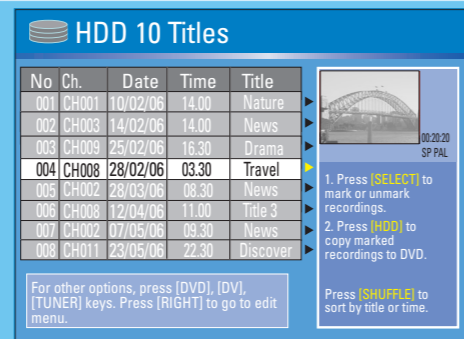 HDD 10 Titles
No Ch. Date Time Title
001 CH001 10/02/06 14.00 Nature
002 CH003 14/02/06 14.00 News
003 CH009 25/02/06 16.30 Drama
004 CH008 28/02/06 03.30 Travel
005 CH002 28/03/06 08.30 News
006 CH008 12/04/06 11.00 Title 3
007 CH002 07/05/06 09.30 News
008 CH011 23/05/06 22.30 Discover
For other options, press [DVD], [DV],
[TUNER] keys. Press [RIGHT] to go to edit
menu.
00:20:20
SP PAL
1. Press [SELECT] to
mark or unmark
recordings.
2. Press [HDD] to
copy marked
recordings to DVD.
Press [SHUFFLE] to
sort by title or time.